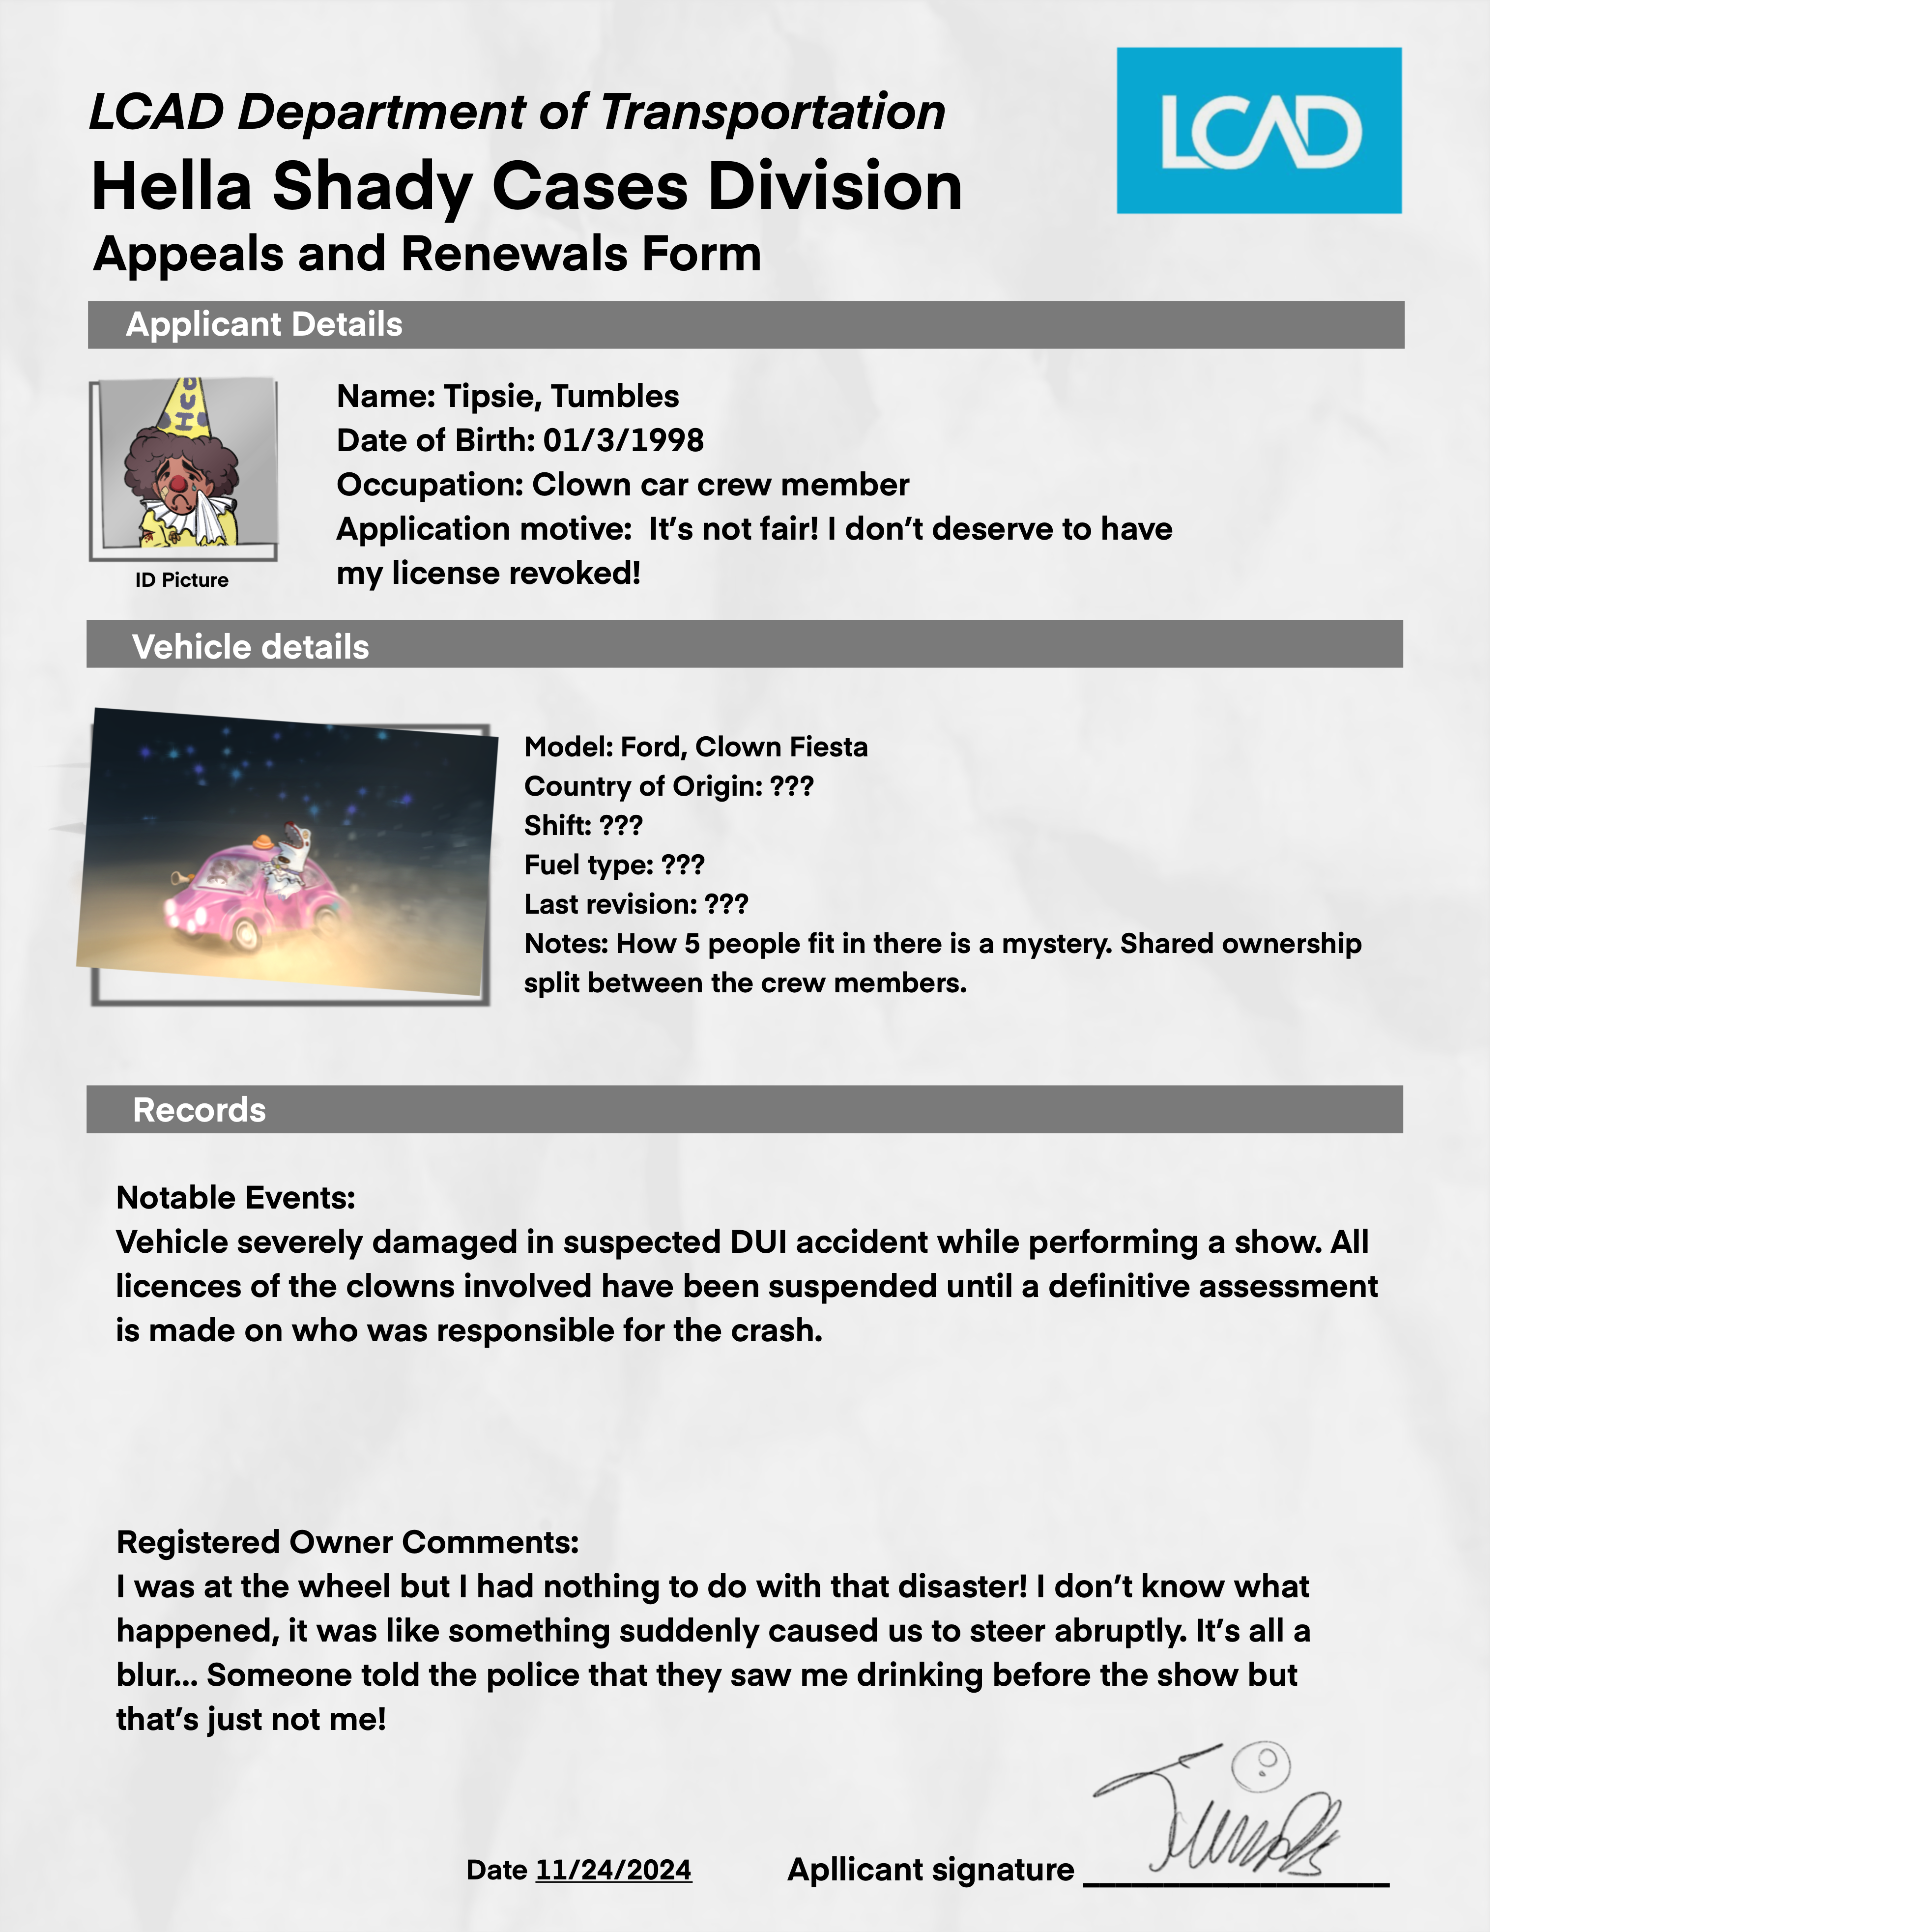 LCAD Department of Transportation
LCAD
Hella Shady Cases Division
Appeals and Renewals Form
Applicant Details
Name: Tipsie, Tumbles
Date of Birth: 01/3/1998
Occupation: Clown car crew member
Application motive:  It’s not fair! I don’t deserve to have
my license revoked!
ID Picture
Vehicle details
Model: Ford, Clown Fiesta
Country of Origin: ???
Shift: ???
Fuel type: ???
Last revision: ???
Notes: How 5 people fit in there is a mystery. Shared ownership
split between the crew members.
Records
Notable Events:
Vehicle severely damaged in suspected DUI accident while performing a show. All
licences of the clowns involved have been suspended until a definitive assessment
is made on who was responsible for the crash.
Registered Owner Comments:
I was at the wheel but I had nothing to do with that disaster! I don’t know what
happened, it was like something suddenly caused us to steer abruptly. It’s all a
blur... Someone told the police that they saw me drinking before the show but
that’s just not me!
Date 11/24/2024
Apllicant signature